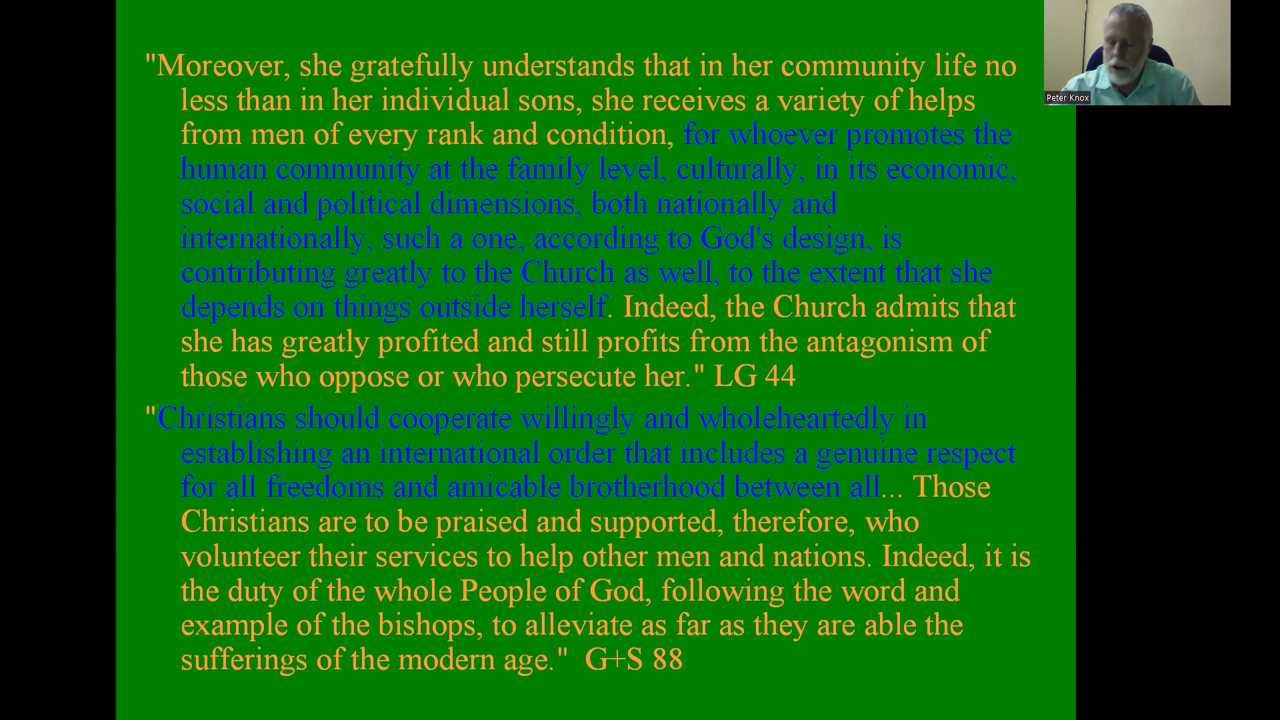 "Moreover, she gratefully understands that in her community life no
less than in her individual sons, she receives a variety of helps
from men of every rank and condition, for whoever promotes the
human community at the family level, culturally, in its economic,
social and political dimensions, both nationally and
internationally, such a one, according to God's design, is
contributing greatly to the Church as well, to the extent that she
depends on things outside herself. Indeed, the Church admits that
she has greatly profited and still profits from the antagonism of
those who oppose or who persecute her." LG 44
"Christians should cooperate willingly and wholeheartedly in
establishing an international order that includes a genuine respect
for all freedoms and amicable brotherhood between all... Those
Christians are to be praised and supported, therefore, who
volunteer their services to help other men and nations. Indeed, it is
the duty of the whole People of God, following the word and
example of the bishops, to alleviate as far as they are able the
sufferings of the modern age."  G+S 88
Peter Knox